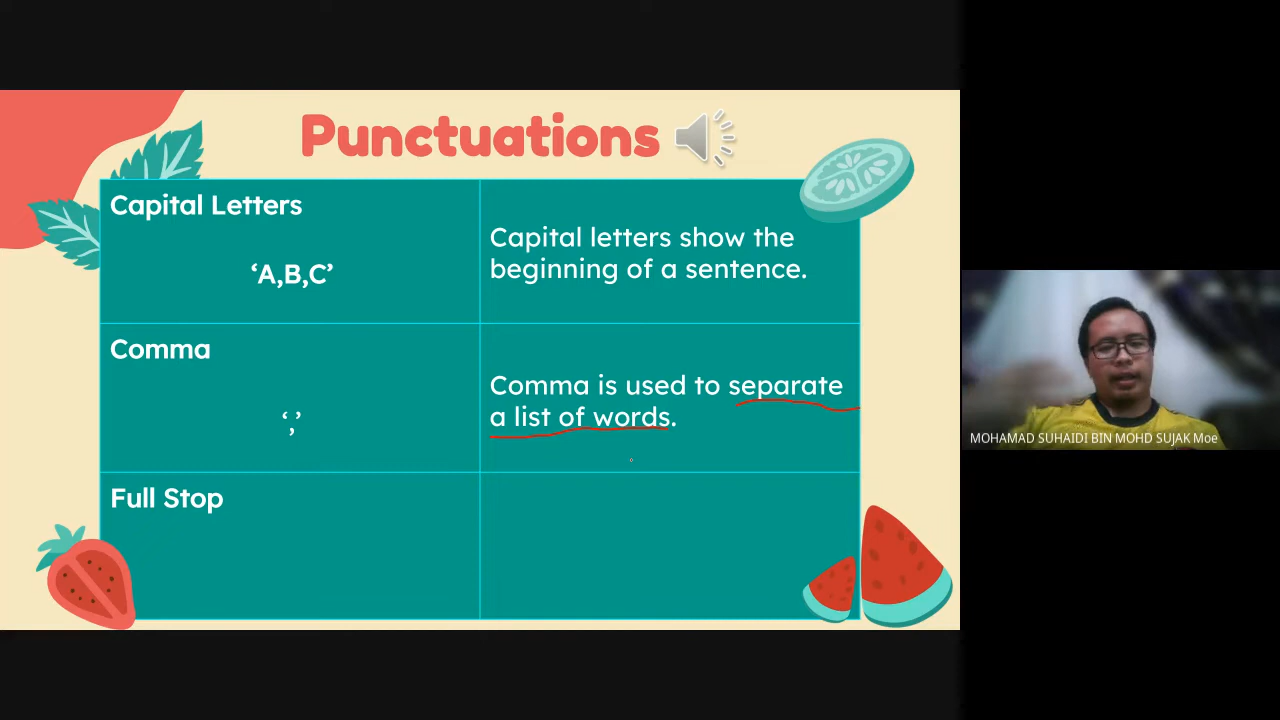 Punctuations
Capital Letters
‘A,B,C’
Capital letters show the
beginning of a sentence.
Comma
‘,’
Comma is used to separate
a list of words.
Full Stop
MOHAMAD SUHAIDI BIN MOHD SUJAK Moe